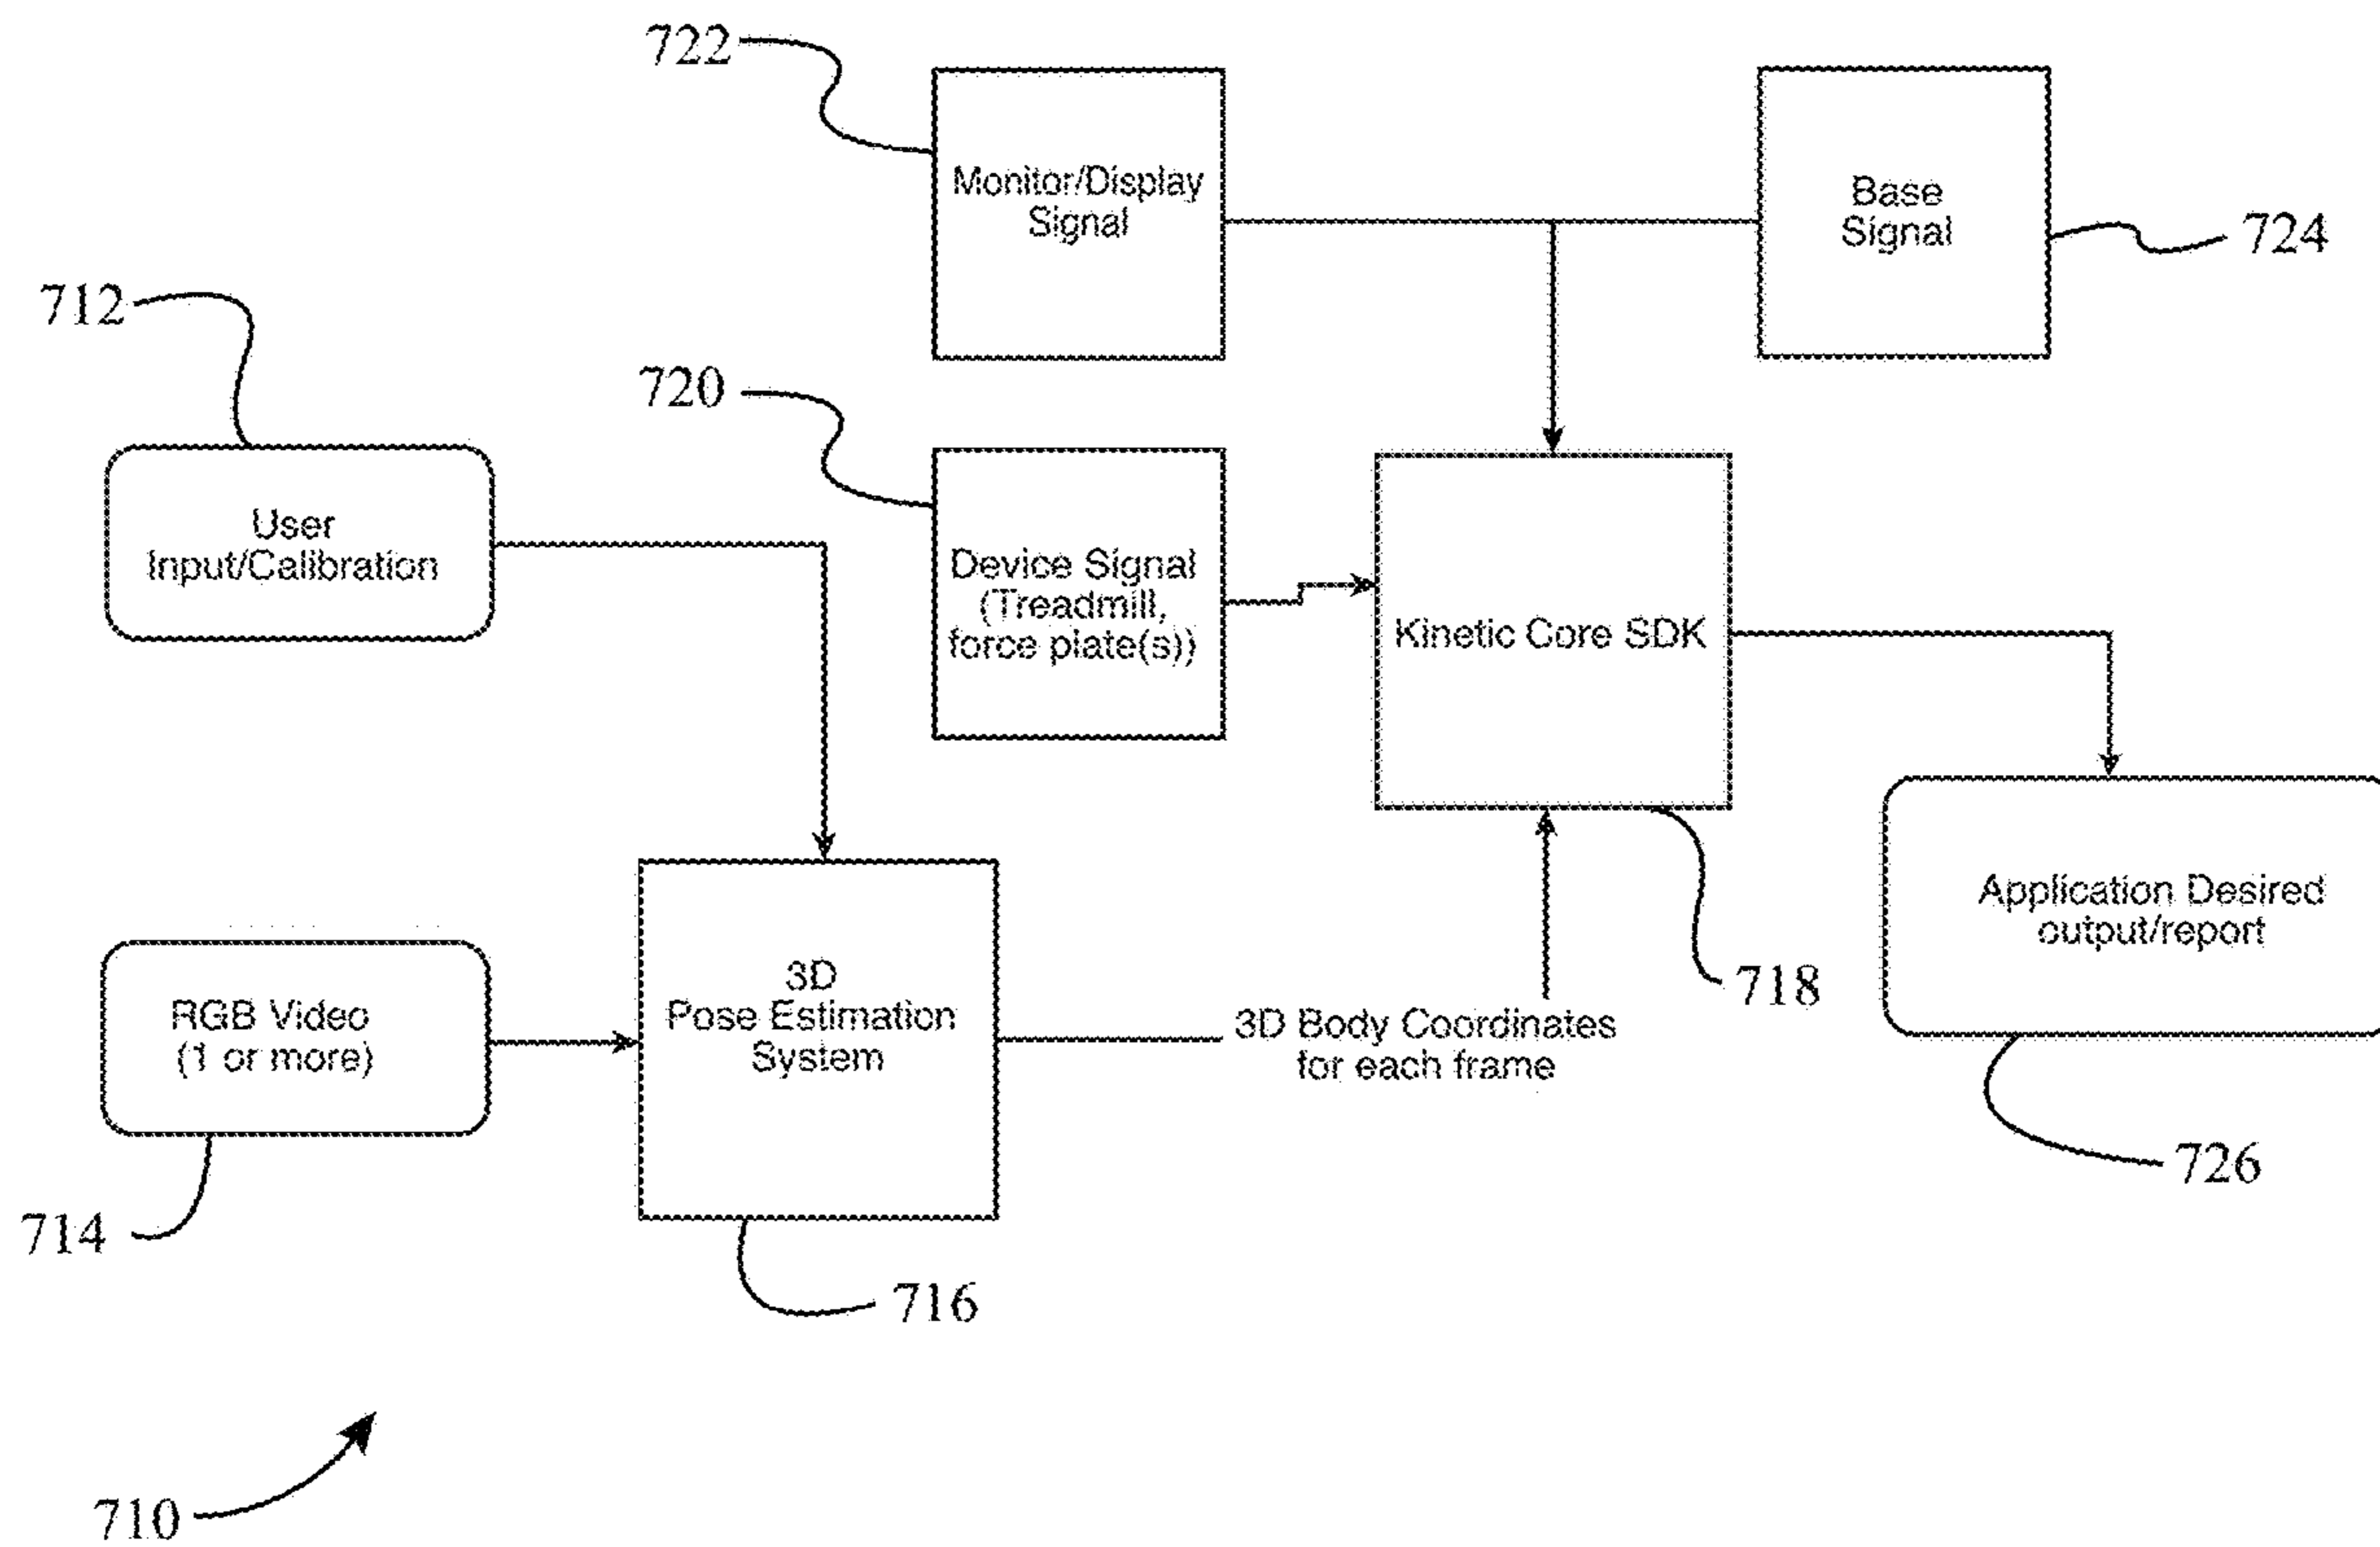 722
Monitor/Display
Signal
Base
Signal
724
712
720
User
Input/Calibration
Device Signal
(Treadmill,
force plate(s))
Kinetic Core SDK
Application Desired
output/report
3D
Pose Estimation
System
RGB Video
(1 or more)
3D Body Coordinates
for each frame
718
726
714
716
710